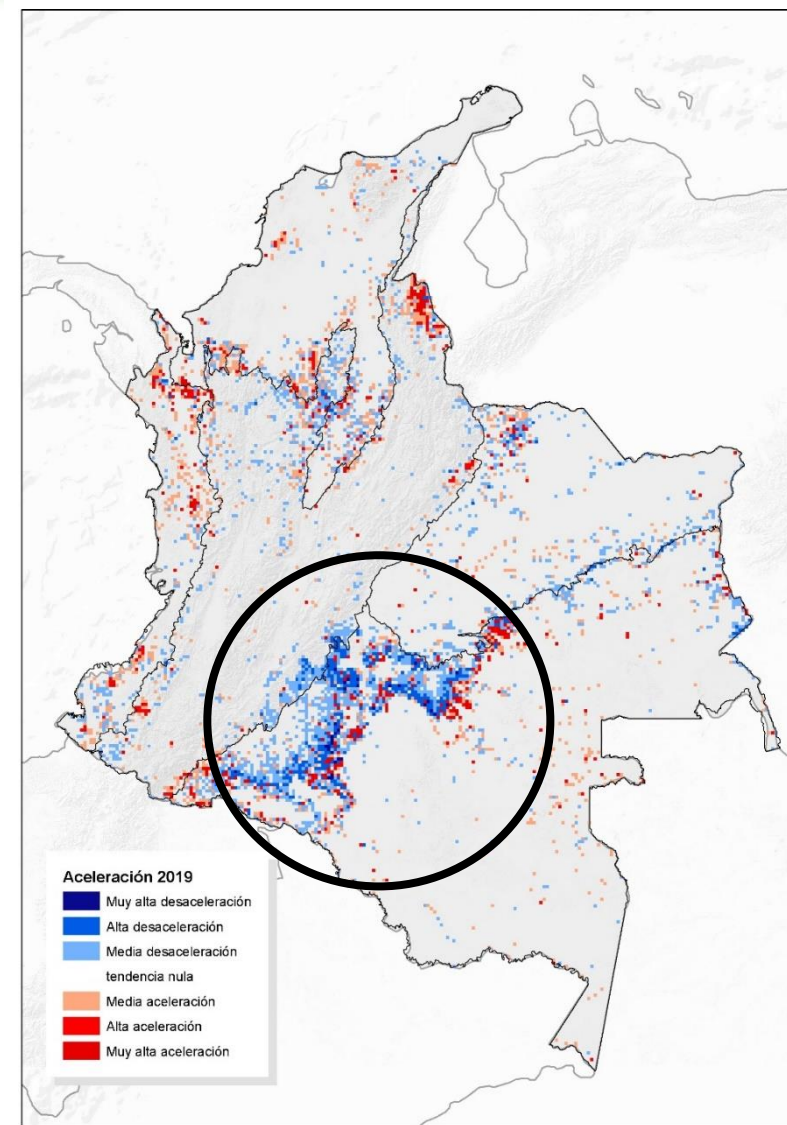 Aceleración 2019
Muy alta desaceleración
Alta desaceleración
Media desaceleración
tendencia nula
Media aceleración
Alta aceleración
Muy alta aceleración